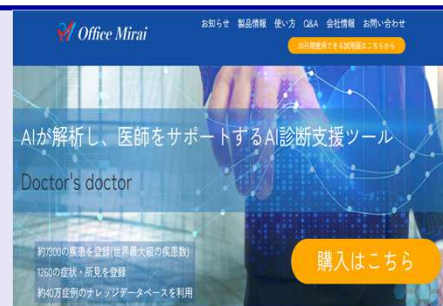 Office Mirai
お知らせ 製品情報 使い方 Q&A 会社情報 お問い合わせ
30日間使用できる試用版はこちらから
AIが解析し、医師をサポートするAI診断支援ツール
Doctor's doctor
約7300の疾患を登録(世界最大級の疾患数)
1260の症状・所見を登録
約40万症例のナレッジデータベースを利用
購入はこちら